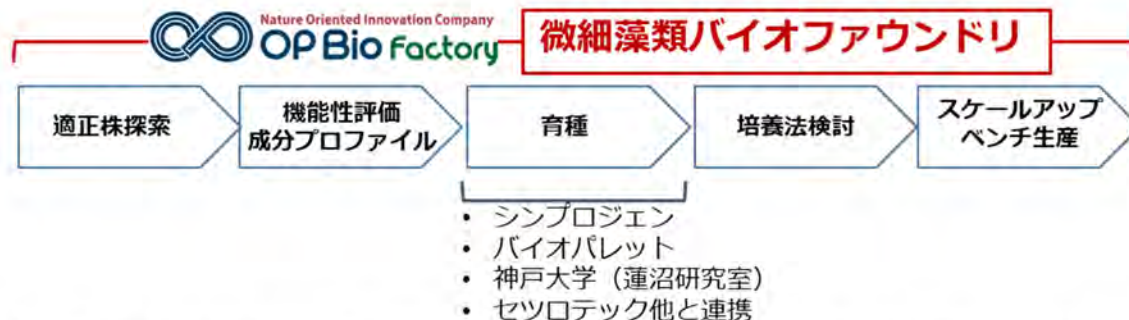 Nature Oriented Innovation Company
OP Bio Factory
微細藻類バイオファウンドリ
適正株探索
機能性評価
成分プロファイル
育種
培養法検討
スケールアップ
ベンチ生産
• シンプロジェン
• バイオパレット
• 神戸大学（蓮沼研究室）
• セツロテック他と連携